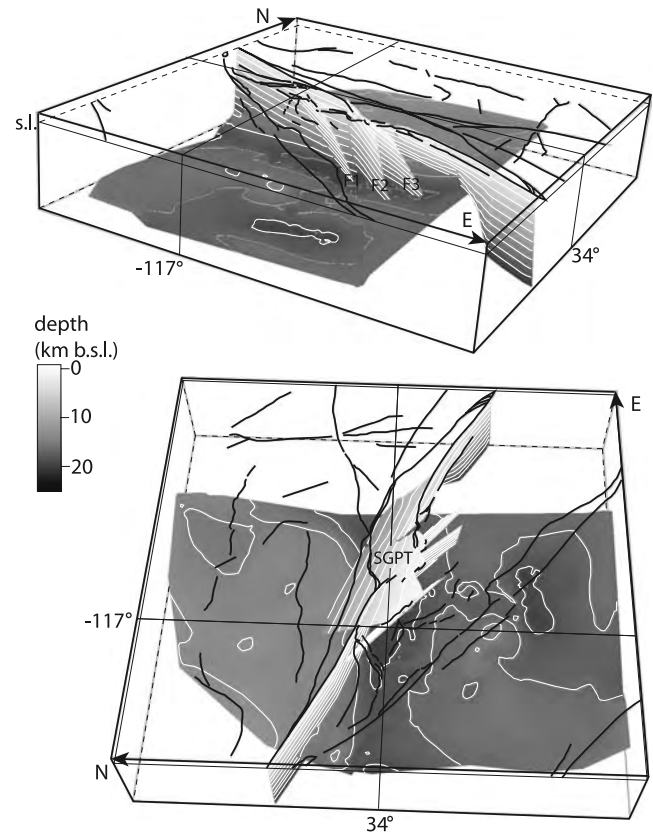 N
s.l.
F1
F2
F3
E
34°
-117°
depth
(km b.s.l.)
0
10
20
E
SGPT
-117°
N
34°